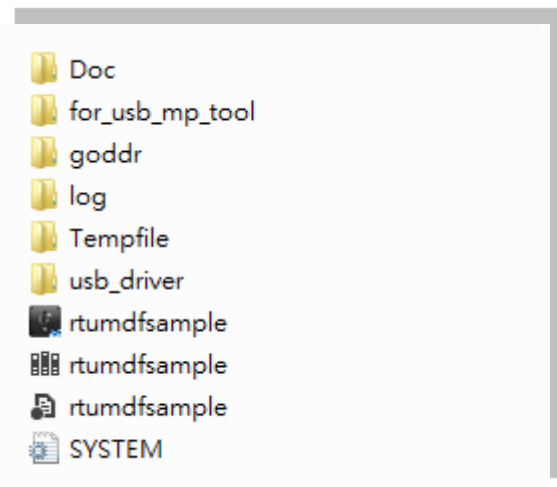 Doc
for_usb_mp_tool
goddr
log
Tempfile
usb_driver
rtumdfsample
rtumdfsample
rtumdfsample
SYSTEM